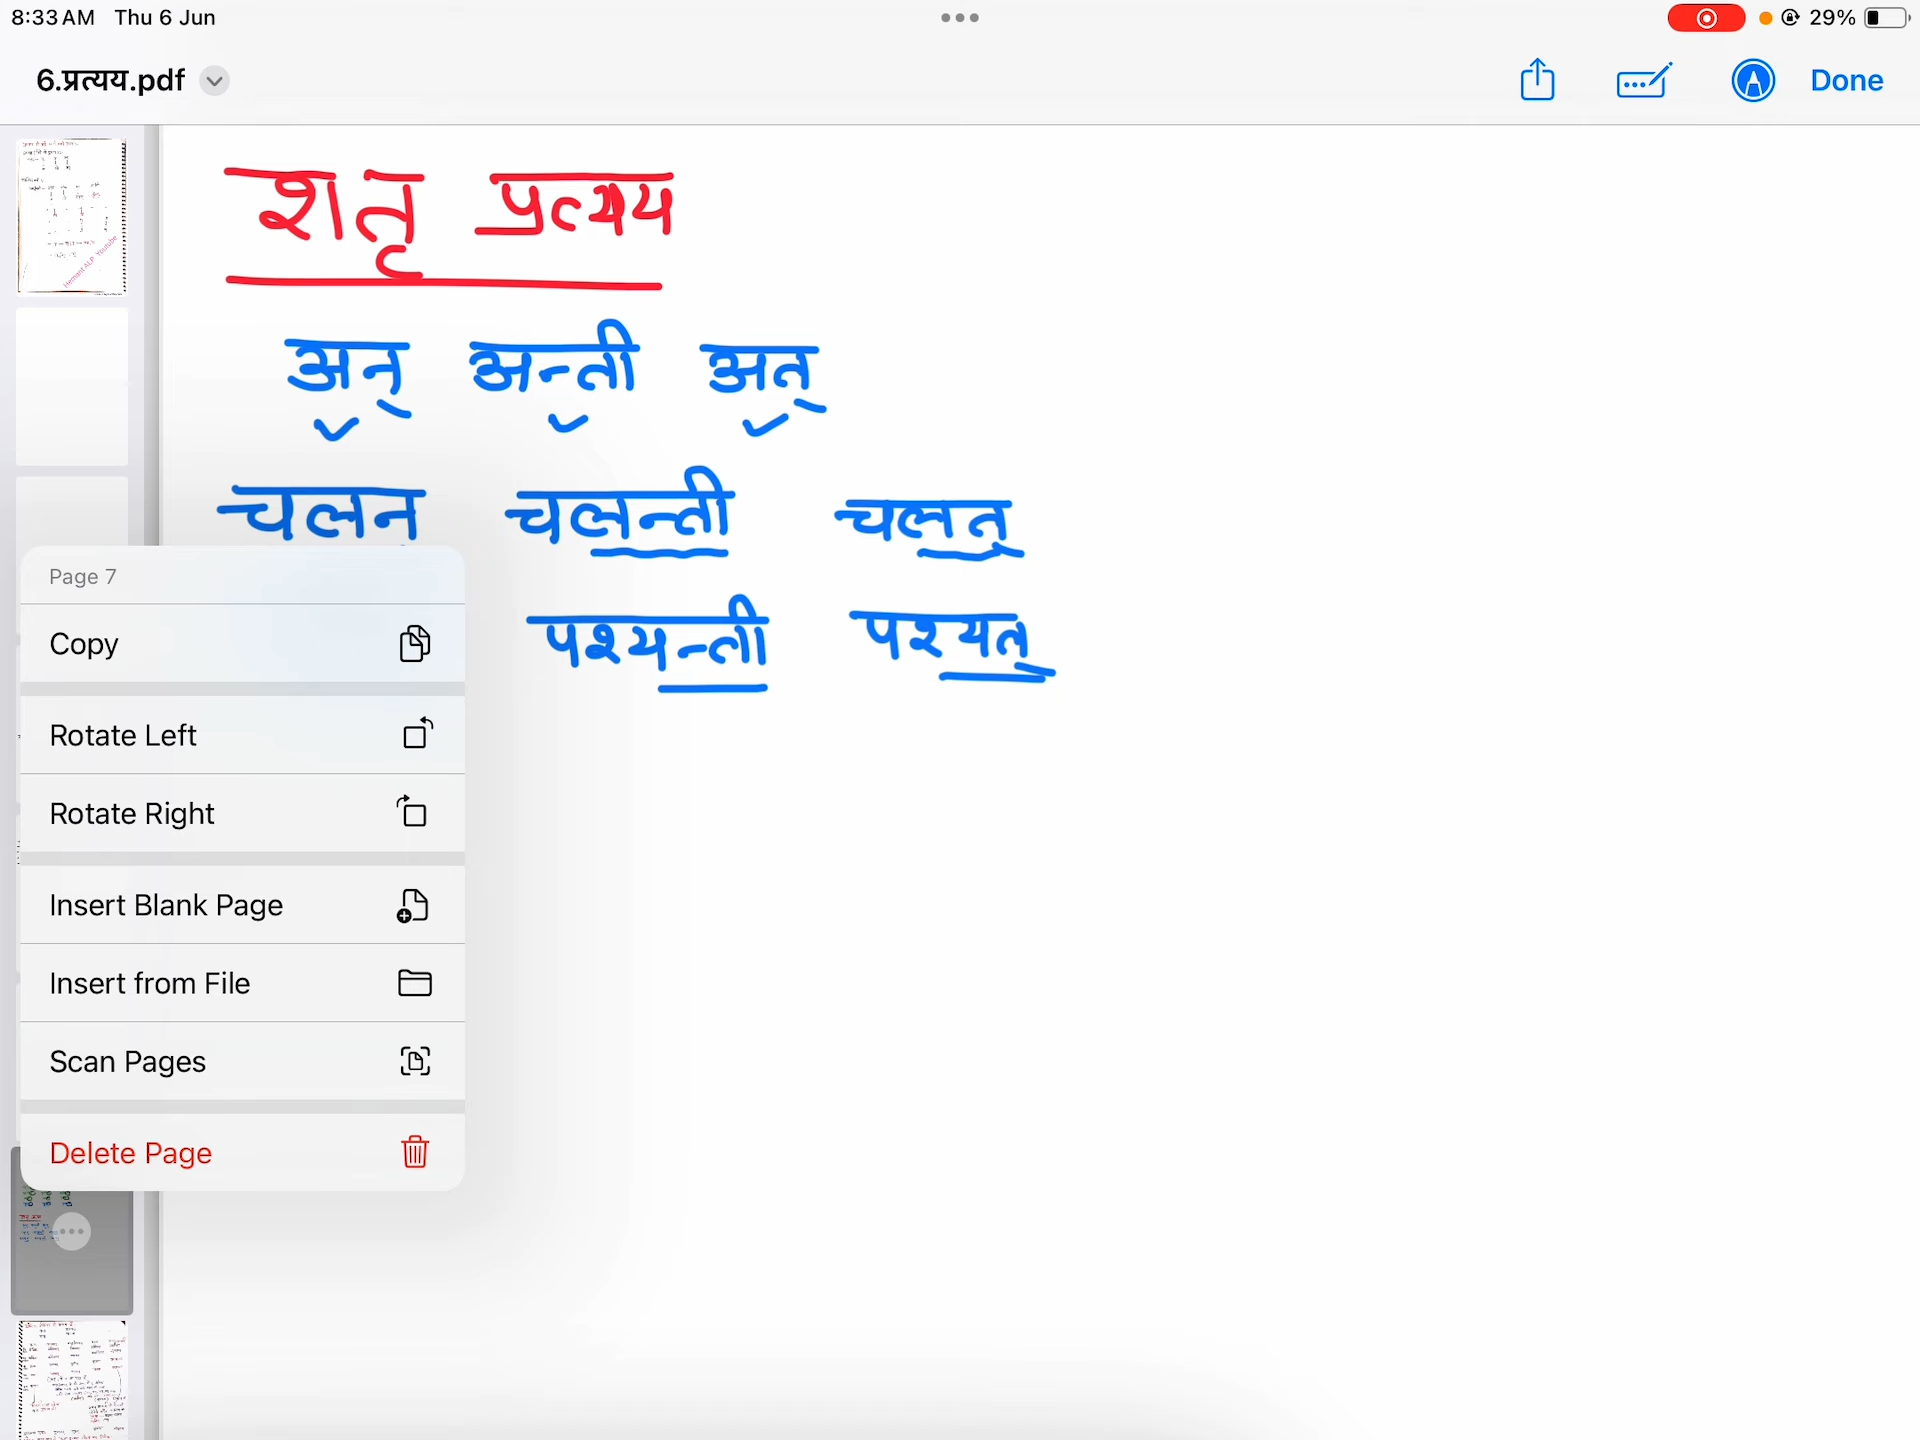 8:33 AM Thu 6 Jun 29%
6.प्रत्यय.pdf Done
शतृ प्रत्यय
अन् अन्ती अत्
चलन चलन्ती चलत्
Page 7
Copy
पश्यन्ती पश्यत्
Rotate Left
Rotate Right
Insert Blank Page
Insert from File
Scan Pages
Delete Page